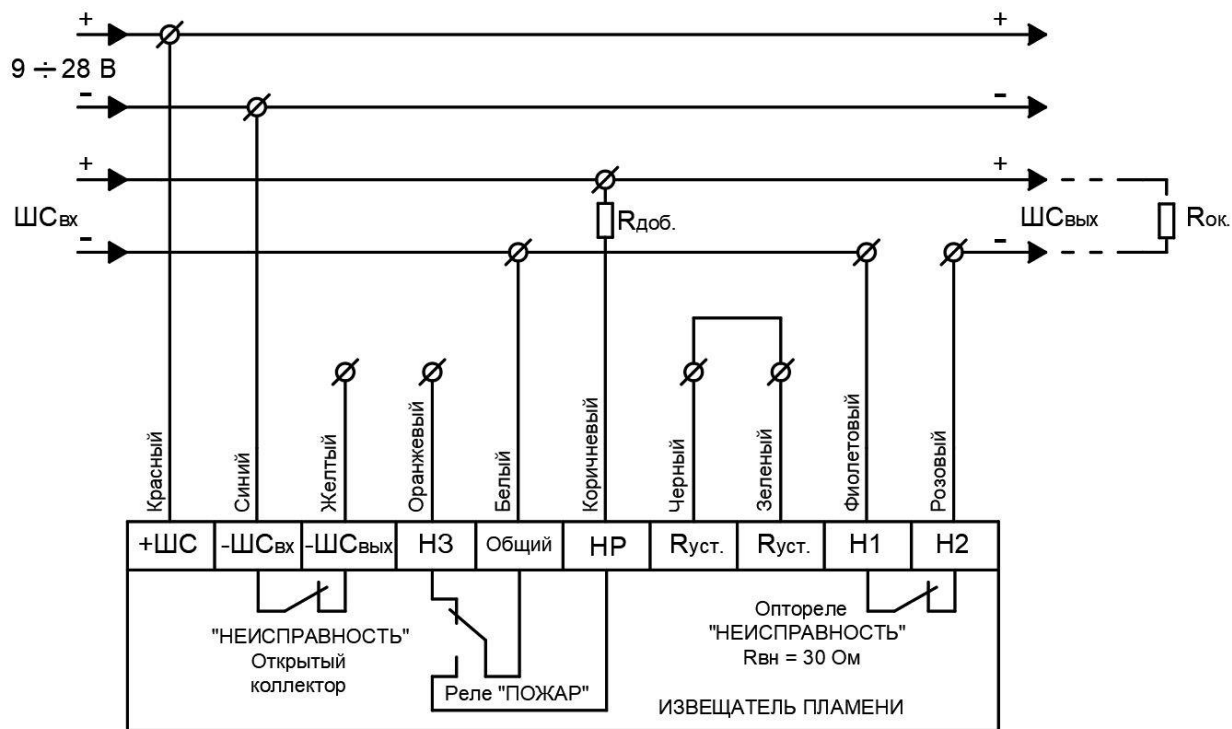 + +
9 ÷ 28 В
- -
+ +
Rдоб.
ШСвх ШСвых Rок.
- -
Красный
Синий
Желтый
Оранжевый
Белый
Коричневый
Черный
Зеленый
Фиолетовый
Розовый
+ШС -ШСвх -ШСвых НЗ Общий НР Rуст. Rуст. Н1 Н2
"НЕИСПРАВНОСТЬ"
Открытый
коллектор
Реле "ПОЖАР"
Оптореле
"НЕИСПРАВНОСТЬ"
Rвн = 30 Ом
ИЗВЕЩАТЕЛЬ ПЛАМЕНИ